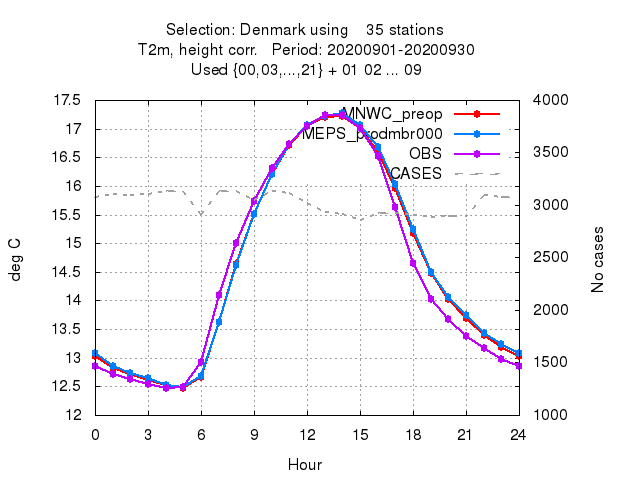 Selection: Denmark using    35 stations
T2m, height corr.   Period: 20200901-20200930
Used {00,03,...,21} + 01 02 ... 09
17.5
17
16.5
16
15.5
15
14.5
14
13.5
13
12.5
12
4000
3500
3000
2500
2000
1500
1000
MNWC_preop
MEPS_prodmbr000
OBS
CASES
deg C
No cases
0 3 6 9 12 15 18 21 24
Hour